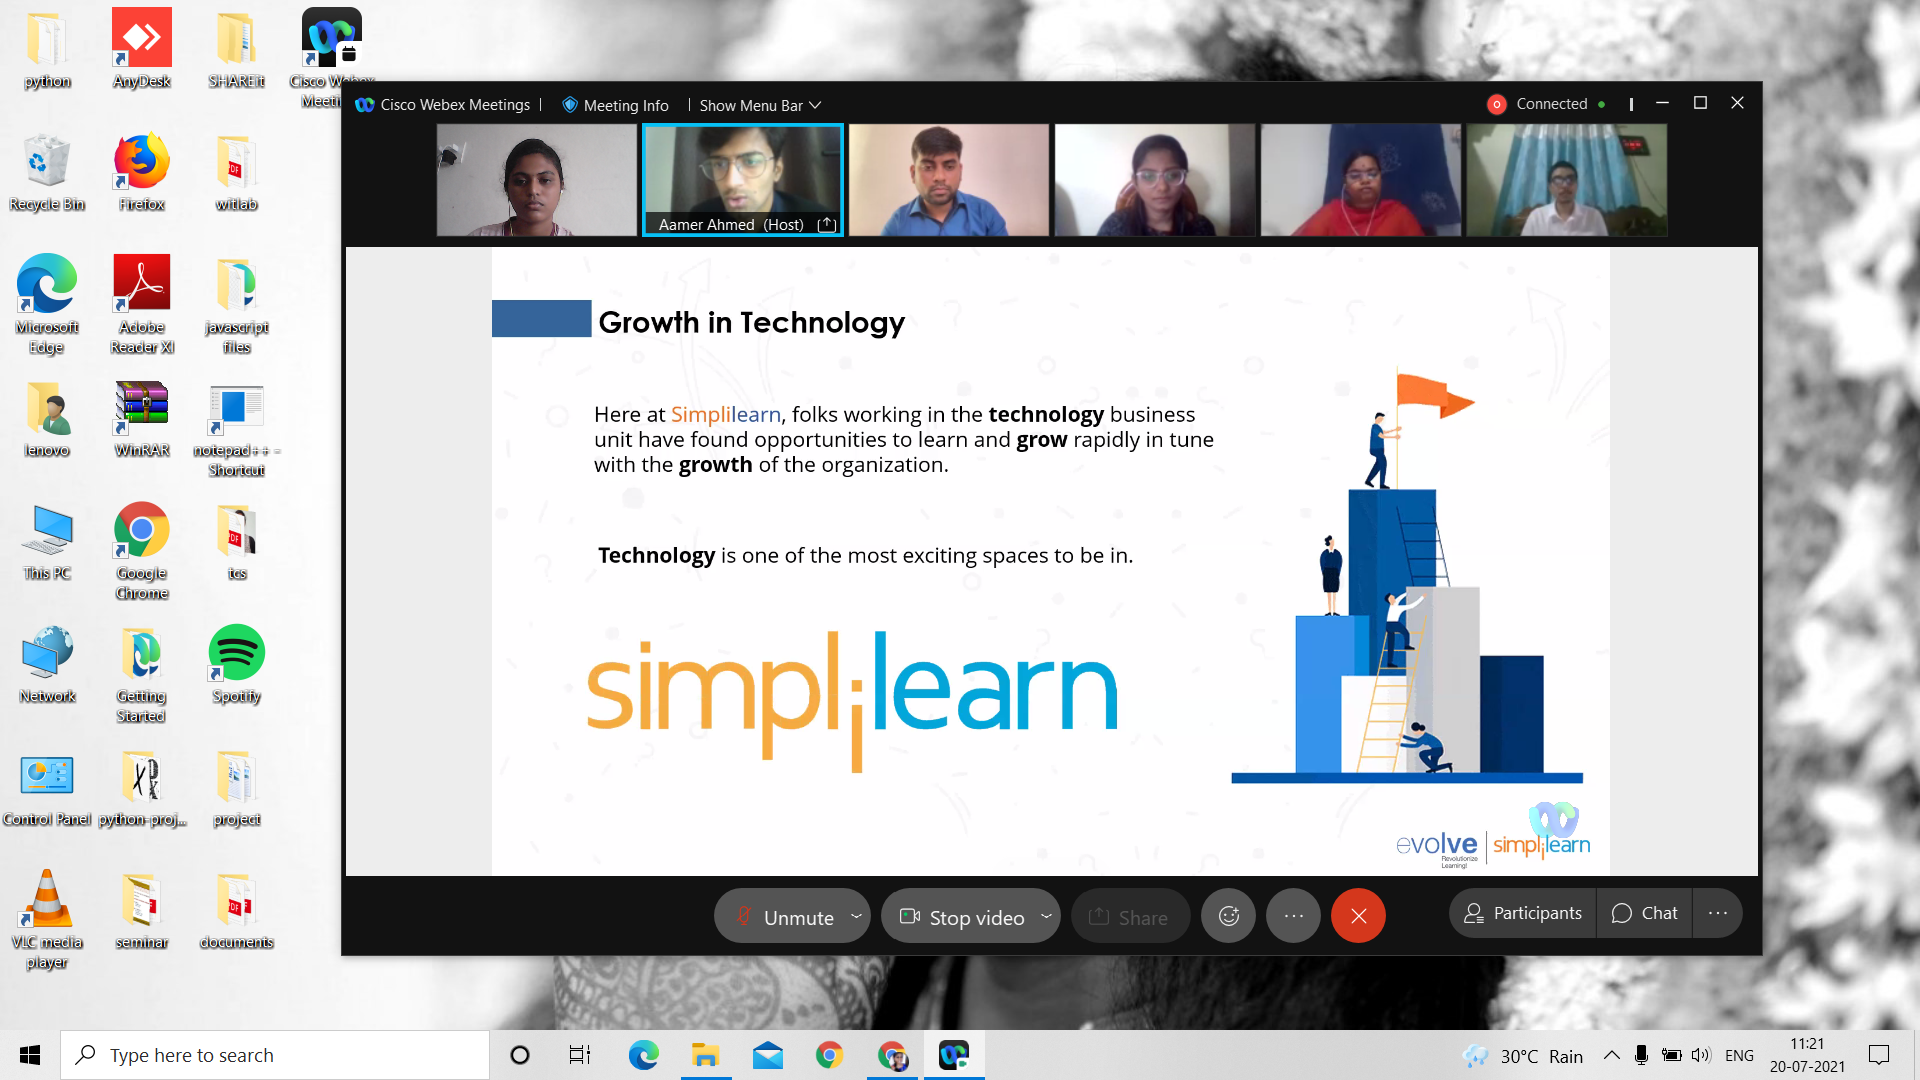 python
AnyDesk
SHAREit
Cisco Webex
Meeti
Recycle Bin
Firefox
witlab
Microsoft
Edge
Adobe
Reader XI
javascript
files
lenovo
WinRAR
notepad++ -
Shortcut
This PC
Google
Chrome
tcs
Network
Getting
Started
Spotify
Control Panel
python-proj...
project
VLC media
player
seminar
documents
Cisco Webex Meetings
Meeting Info
Show Menu Bar
Connected
Aamer Ahmed (Host)
Growth in Technology
Here at Simplilearn, folks working in the technology business
unit have found opportunities to learn and grow rapidly in tune
with the growth of the organization.
Technology is one of the most exciting spaces to be in.
simplilearn
evolve
Revolutionize
Learning!
simplilearn
Unmute
Stop video
Share
Participants
Chat
Type here to search
30°C Rain
ENG
11:21
20-07-2021